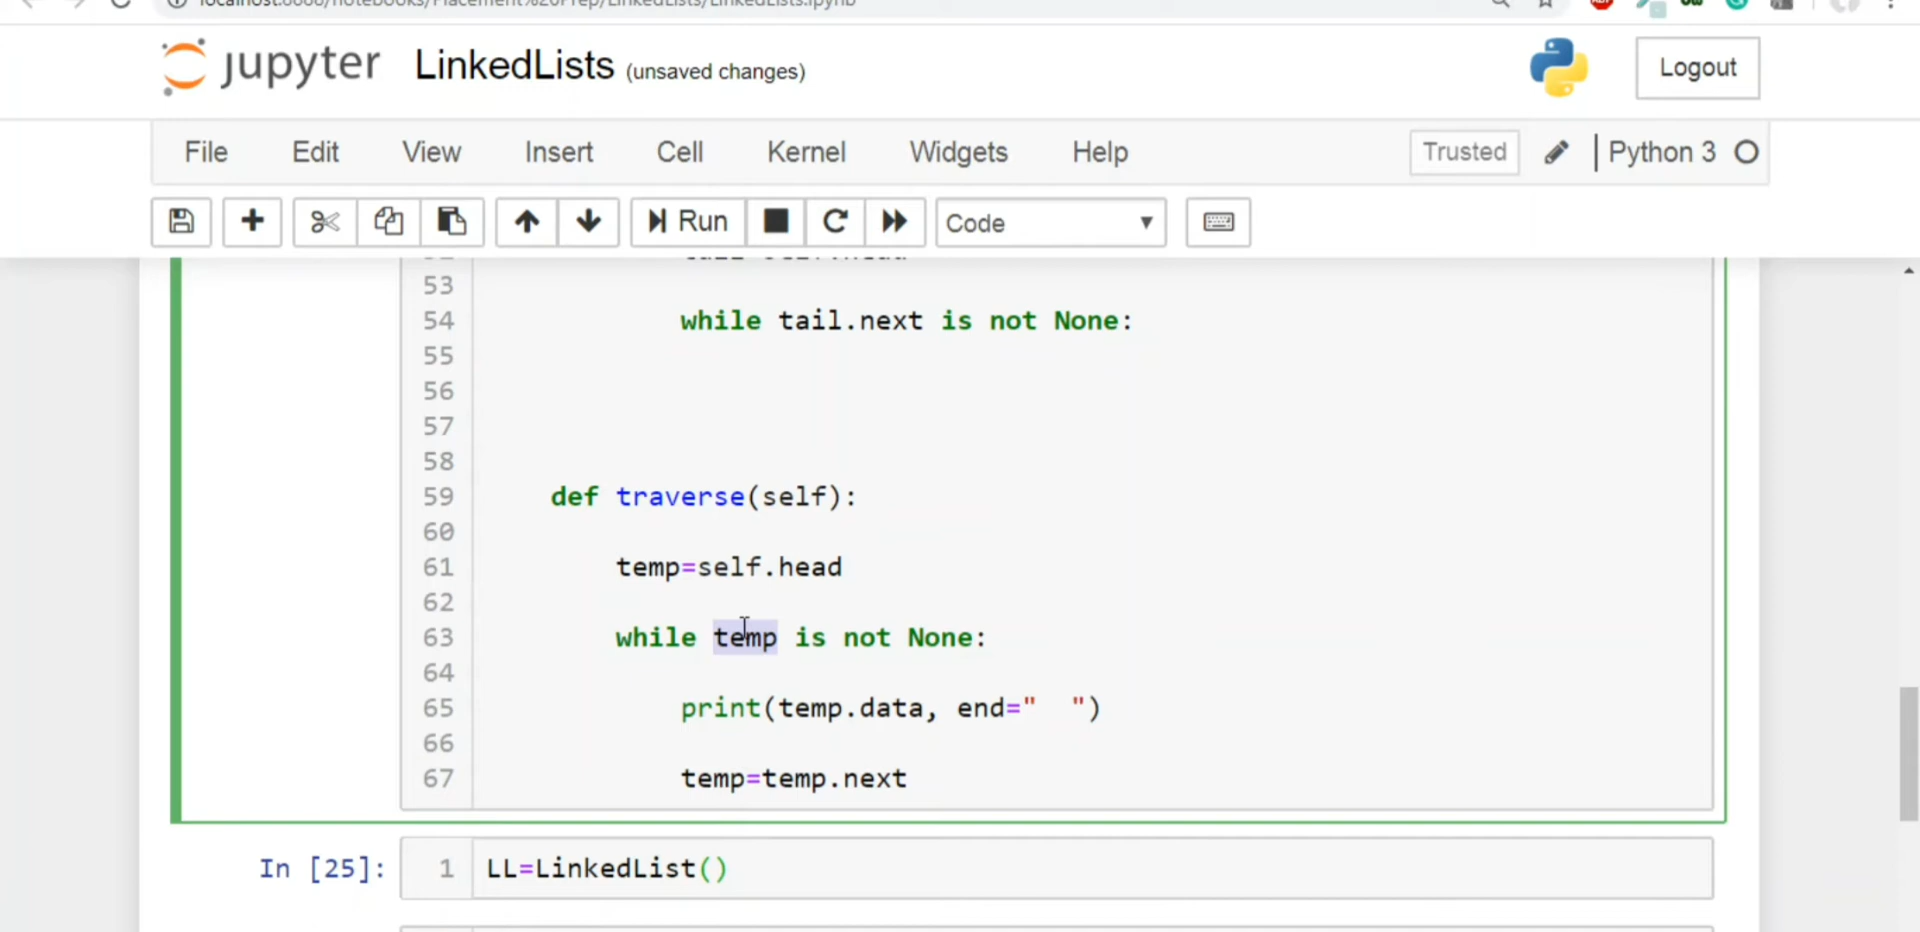 localhost:8888/notebooks/Placement%20Prep/LinkedLists/LinkedLists.ipynb
jupyter LinkedLists (unsaved changes) Logout
File Edit View Insert Cell Kernel Widgets Help Trusted Python 3
Run Code
53
54 while tail.next is not None:
55
56
57
58
59 def traverse(self):
60
61 temp=self.head
62
63 while temp is not None:
64
65 print(temp.data, end="  ")
66
67 temp=temp.next
In [25]: 1 LL=LinkedList()